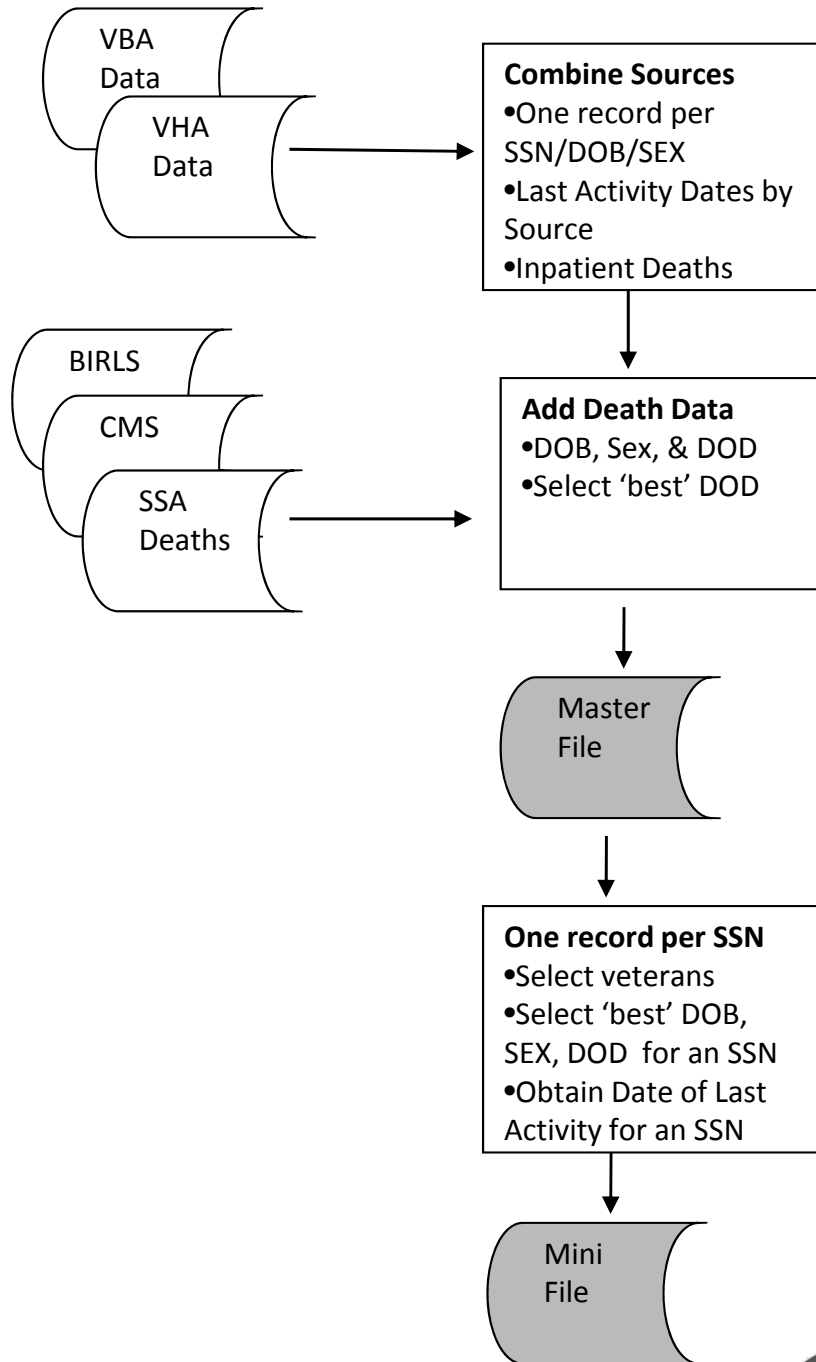 VBA
Data
VHA
Data
Combine Sources
•One record per
SSN/DOB/SEX
•Last Activity Dates by
Source
•Inpatient Deaths
BIRLS
CMS
SSA
Deaths
Add Death Data
•DOB, Sex, & DOD
•Select ‘best’ DOD
Master
File
One record per SSN
•Select veterans
•Select ‘best’ DOB,
SEX, DOD for an SSN
•Obtain Date of Last
Activity for an SSN
Mini
File